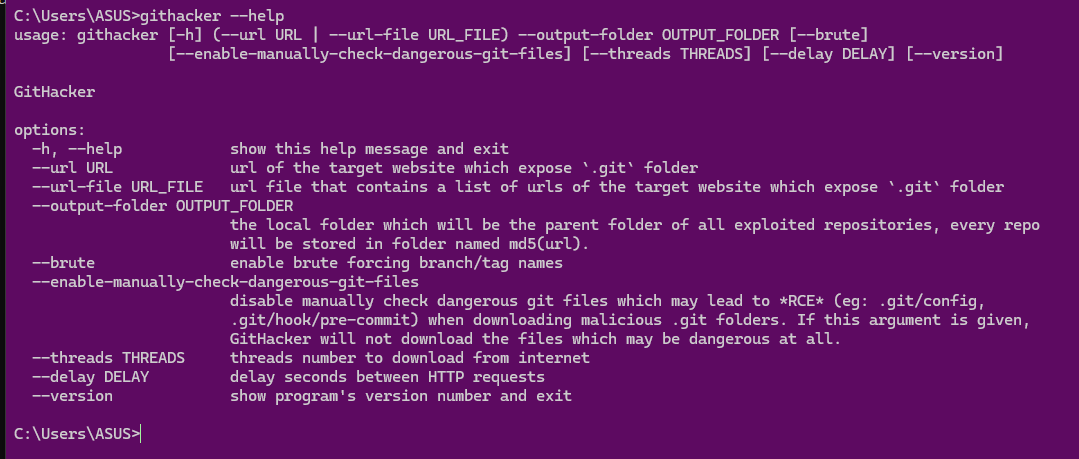 C:\Users\ASUS>githacker --help
usage: githacker [-h] (--url URL | --url-file URL_FILE) --output-folder OUTPUT_FOLDER [--brute]
[--enable-manually-check-dangerous-git-files] [--threads THREADS] [--delay DELAY] [--version]
GitHacker
options:
-h, --help show this help message and exit
--url URL url of the target website which expose `.git` folder
--url-file URL_FILE url file that contains a list of urls of the target website which expose `.git` folder
--output-folder OUTPUT_FOLDER
the local folder which will be the parent folder of all exploited repositories, every repo
will be stored in folder named md5(url).
--brute enable brute forcing branch/tag names
--enable-manually-check-dangerous-git-files
disable manually check dangerous git files which may lead to *RCE* (eg: .git/config,
.git/hook/pre-commit) when downloading malicious .git folders. If this argument is given,
GitHacker will not download the files which may be dangerous at all.
--threads THREADS threads number to download from internet
--delay DELAY delay seconds between HTTP requests
--version show program's version number and exit
C:\Users\ASUS>